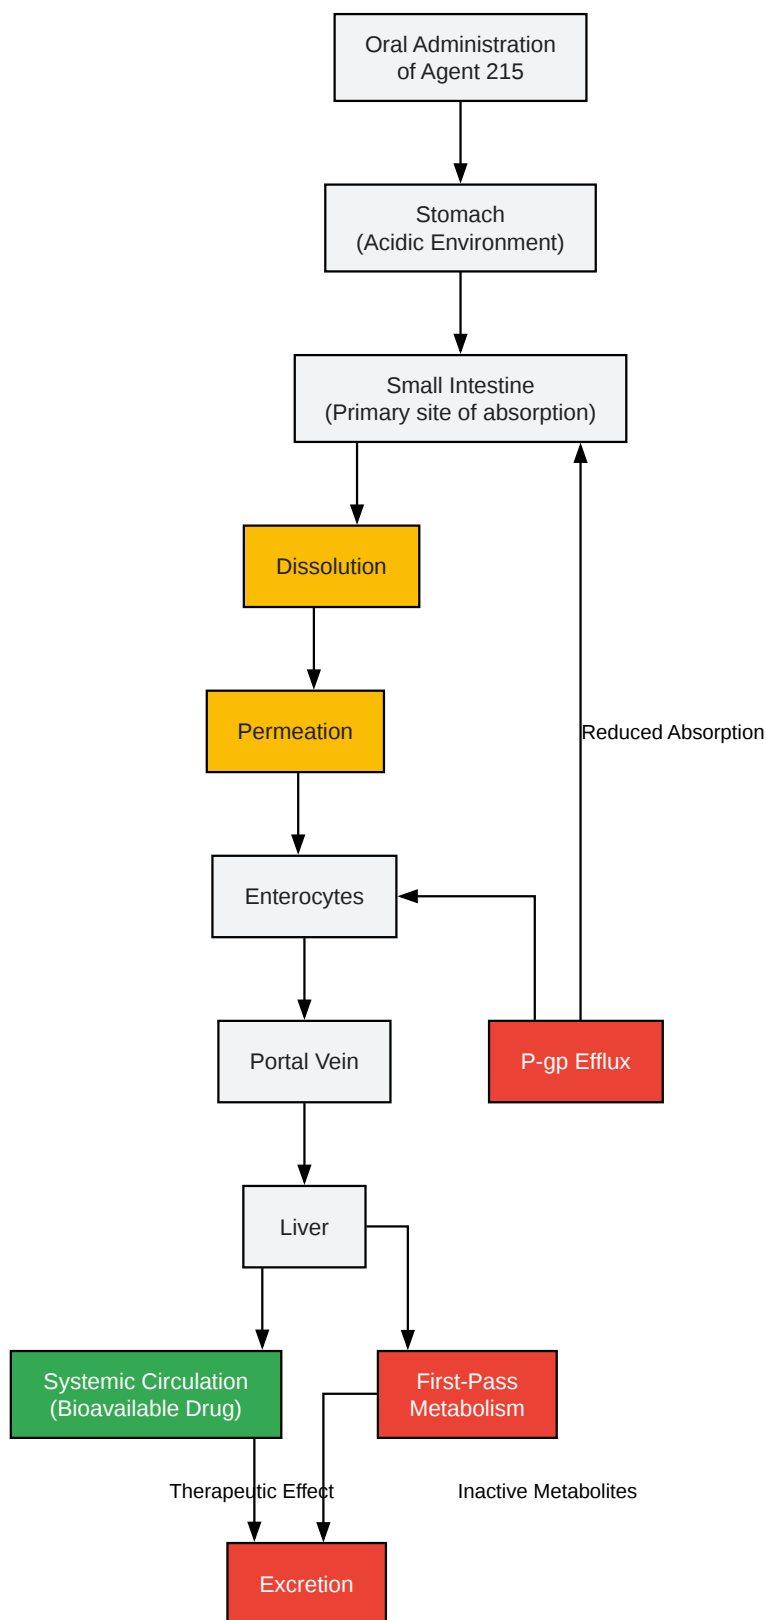 Oral Administration
of Agent 215
Stomach
(Acidic Environment)
Small Intestine
(Primary site of absorption)
Dissolution
Permeation
Reduced Absorption
Enterocytes
Portal Vein
P-gp Efflux
Liver
Systemic Circulation
(Bioavailable Drug)
First-Pass
Metabolism
Therapeutic Effect
Inactive Metabolites
Excretion